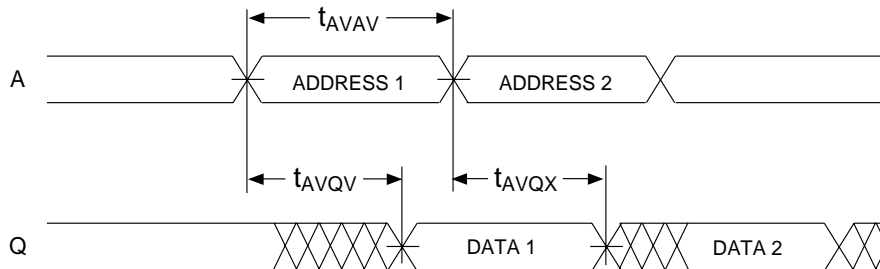 tAVAV
A
ADDRESS 1
ADDRESS 2
tAVQV
tAVQX
Q
DATA 1
DATA 2